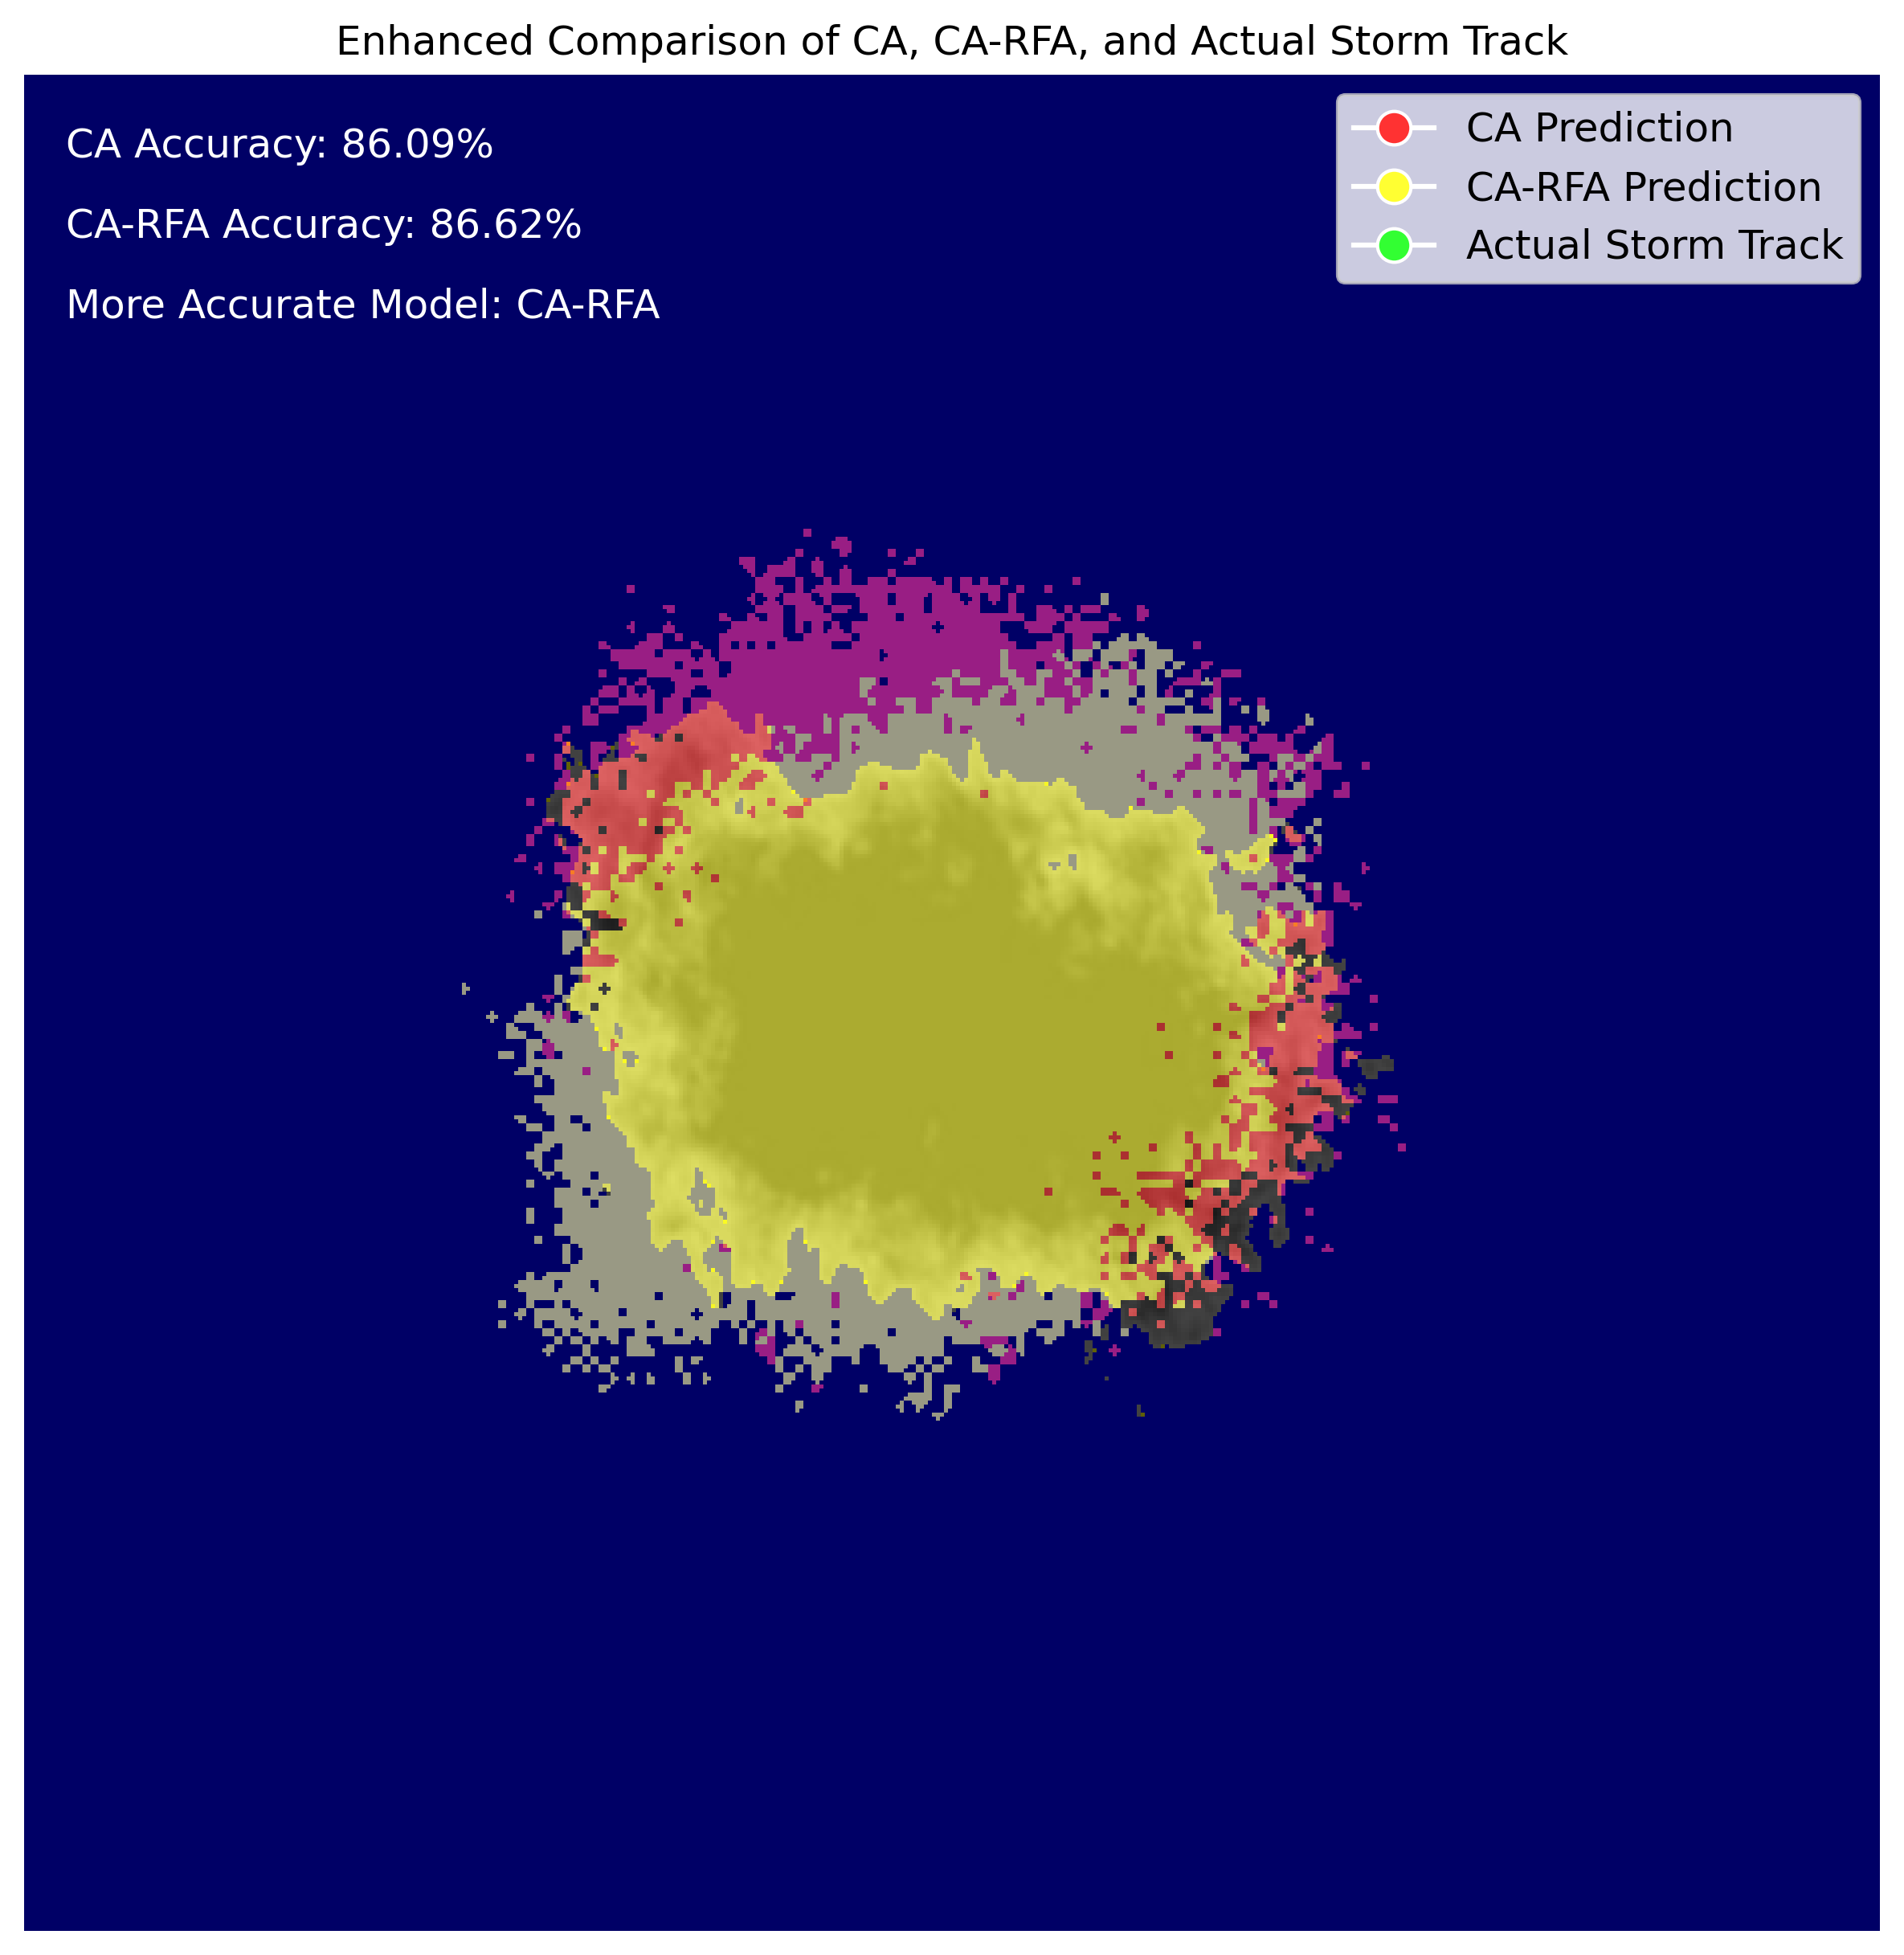 Enhanced Comparison of CA, CA-RFA, and Actual Storm Track
CA Accuracy: 86.09%
CA-RFA Accuracy: 86.62%
More Accurate Model: CA-RFA
CA Prediction
CA-RFA Prediction
Actual Storm Track